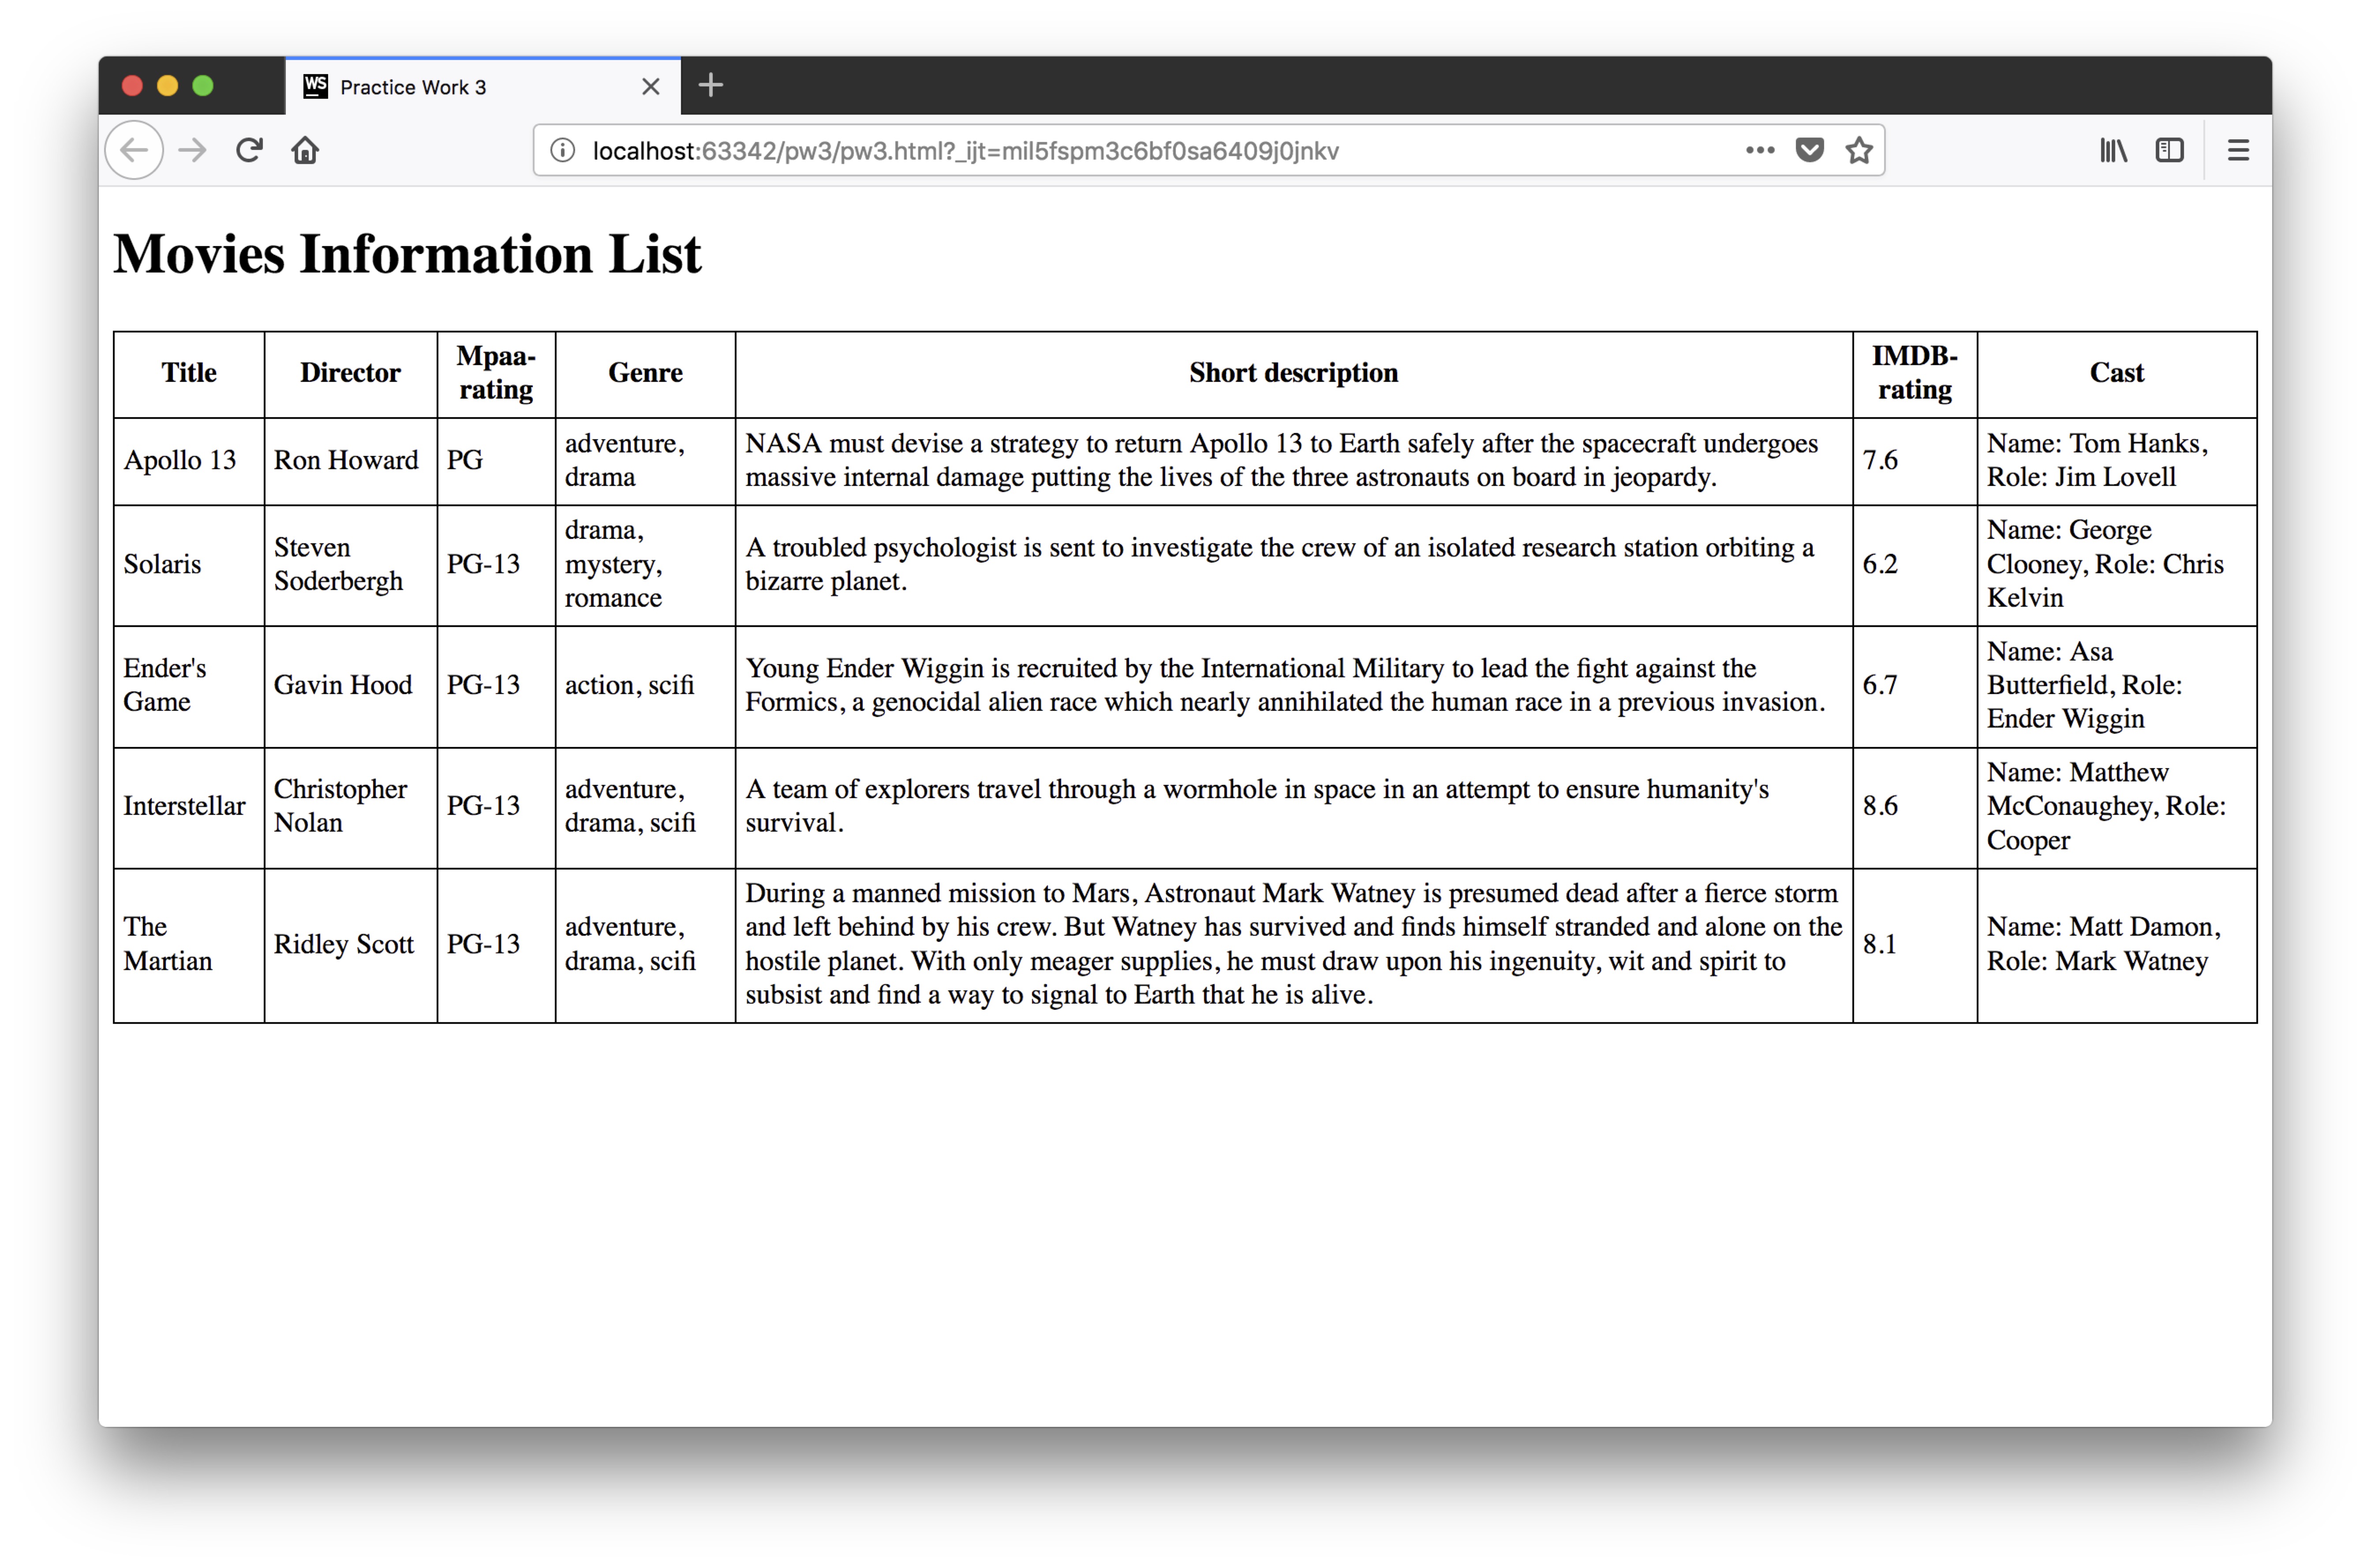 WS Practice Work 3
localhost:63342/pw3/pw3.html?_ijt=mil5fspm3c6bf0sa6409j0jnkv
Movies Information List
Title Director Mpaa-rating Genre Short description IMDB-rating Cast
Apollo 13
Ron Howard
PG
adventure,
drama
NASA must devise a strategy to return Apollo 13 to Earth safely after the spacecraft undergoes
massive internal damage putting the lives of the three astronauts on board in jeopardy.
7.6
Name: Tom Hanks,
Role: Jim Lovell
Solaris
Steven
Soderbergh
PG-13
drama,
mystery,
romance
A troubled psychologist is sent to investigate the crew of an isolated research station orbiting a
bizarre planet.
6.2
Name: George
Clooney, Role: Chris
Kelvin
Ender's
Game
Gavin Hood
PG-13
action, scifi
Young Ender Wiggin is recruited by the International Military to lead the fight against the
Formics, a genocidal alien race which nearly annihilated the human race in a previous invasion.
6.7
Name: Asa
Butterfield, Role:
Ender Wiggin
Interstellar
Christopher
Nolan
PG-13
adventure,
drama, scifi
A team of explorers travel through a wormhole in space in an attempt to ensure humanity's
survival.
8.6
Name: Matthew
McConaughey, Role:
Cooper
The
Martian
Ridley Scott
PG-13
adventure,
drama, scifi
During a manned mission to Mars, Astronaut Mark Watney is presumed dead after a fierce storm
and left behind by his crew. But Watney has survived and finds himself stranded and alone on the
hostile planet. With only meager supplies, he must draw upon his ingenuity, wit and spirit to
subsist and find a way to signal to Earth that he is alive.
8.1
Name: Matt Damon,
Role: Mark Watney